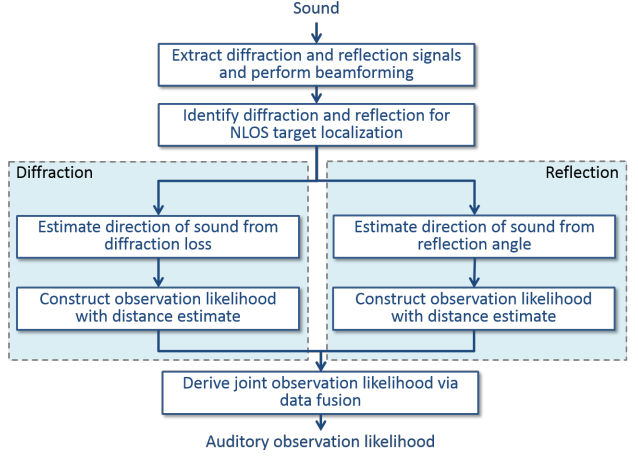 Sound
Extract diffraction and reflection signals
and perform beamforming
Identify diffraction and reflection for
NLOS target localization
Diffraction
Reflection
Estimate direction of sound from
diffraction loss
Estimate direction of sound from
reflection angle
Construct observation likelihood
with distance estimate
Construct observation likelihood
with distance estimate
Derive joint observation likelihood via
data fusion
Auditory observation likelihood